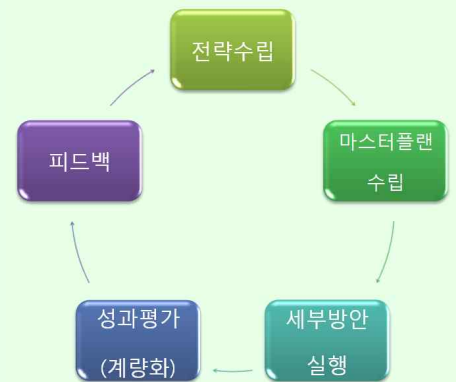 전략수립
마스터플랜
수립
세부방안
실행
성과평가
(계량화)
피드백